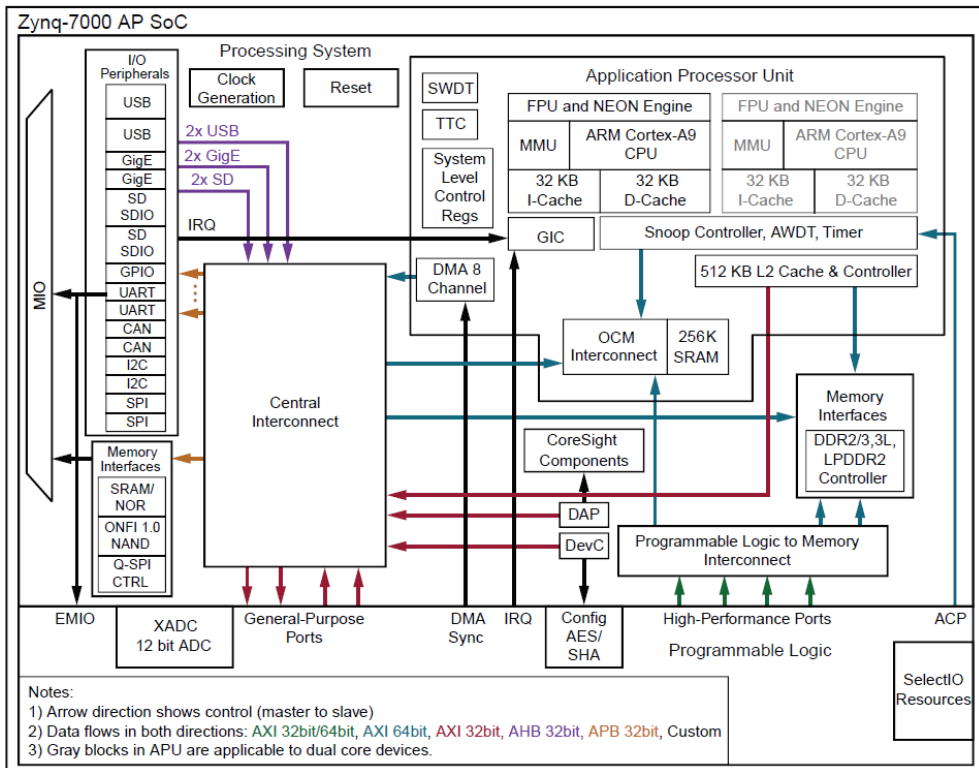 Zynq-7000 AP SoC
Processing System
I/O
Peripherals
USB
USB
GigE
GigE
SD
SDIO
SD
SDIO
GPIO
UART
UART
CAN
CAN
I2C
I2C
SPI
SPI
MIO
Clock
Generation
Reset
2x USB
2x GigE
2x SD
IRQ
Memory
Interfaces
SRAM/
NOR
ONFI 1.0
NAND
Q-SPI
CTRL
Central
Interconnect
Application Processor Unit
SWDT
TTC
System
Level
Control
Regs
FPU and NEON Engine
MMU
ARM Cortex-A9
CPU
32 KB
I-Cache
32 KB
D-Cache
FPU and NEON Engine
MMU
ARM Cortex-A9
CPU
32 KB
I-Cache
32 KB
D-Cache
GIC
Snoop Controller, AWDT, Timer
DMA 8
Channel
512 KB L2 Cache & Controller
OCM
Interconnect
256K
SRAM
Memory
Interfaces
DDR2/3,3L,
LPDDR2
Controller
CoreSight
Components
DAP
DevC
Programmable Logic to Memory
Interconnect
EMIO
XADC
12 bit ADC
General-Purpose
Ports
DMA
Sync
IRQ
Config
AES/
SHA
High-Performance Ports
ACP
Programmable Logic
SelectIO
Resources
Notes:
1) Arrow direction shows control (master to slave)
2) Data flows in both directions: AXI 32bit/64bit, AXI 64bit, AXI 32bit, AHB 32bit, APB 32bit, Custom
3) Gray blocks in APU are applicable to dual core devices.